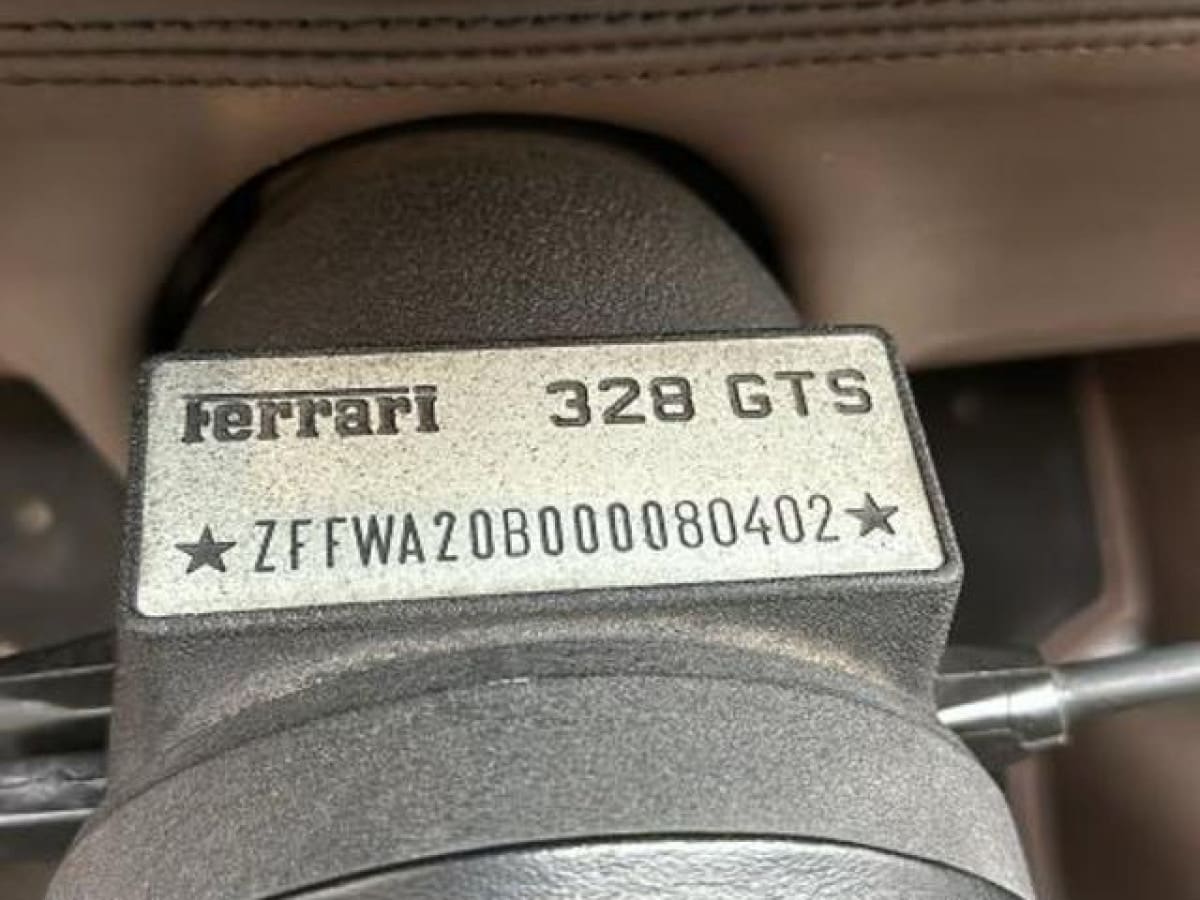 Ferrari 328 GTS
★ZFFWA20B000080402★